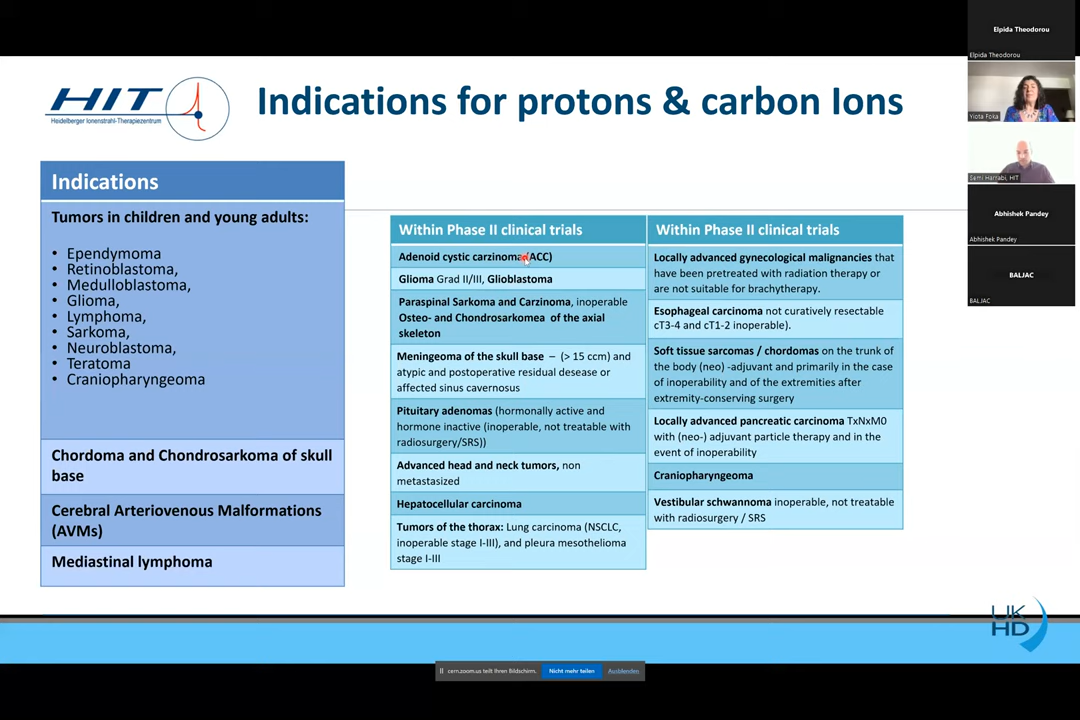 HIT
Heidelberger Ionenstrahl-Therapiezentrum
Indications for protons & carbon Ions
Indications
Tumors in children and young adults:
• Ependymoma
• Retinoblastoma,
• Medulloblastoma,
• Glioma,
• Lymphoma,
• Sarkoma,
• Neuroblastoma,
• Teratoma
• Craniopharyngeoma
Chordoma and Chondrosarkoma of skull
base
Cerebral Arteriovenous Malformations
(AVMs)
Mediastinal lymphoma
Within Phase II clinical trials
Adenoid cystic carcinoma (ACC)
Glioma Grad II/III, Glioblastoma
Paraspinal Sarkoma and Carzinoma, inoperable
Osteo- and Chondrosarkomea of the axial
skeleton
Meningeoma of the skull base – (> 15 ccm) and
atypic and postoperative residual desease or
affected sinus cavernosus
Pituitary adenomas (hormonally active and
hormone inactive (inoperable, not treatable with
radiosurgery/SRS))
Advanced head and neck tumors, non
metastasized
Hepatocellular carcinoma
Tumors of the thorax: Lung carcinoma (NSCLC,
inoperable stage I-III), and pleura mesothelioma
stage I-III
Within Phase II clinical trials
Locally advanced gynecological malignancies that
have been pretreated with radiation therapy or
are not suitable for brachytherapy.
Esophageal carcinoma not curatively resectable
cT3-4 and cT1-2 inoperable).
Soft tissue sarcomas / chordomas on the trunk of
the body (neo) -adjuvant and primarily in the case
of inoperability and of the extremities after
extremity-conserving surgery
Locally advanced pancreatic carcinoma TxNxM0
with (neo-) adjuvant particle therapy and in the
event of inoperability
Craniopharyngeoma
Vestibular schwannoma inoperable, not treatable
with radiosurgery / SRS
UK
HD
Elpida Theodorou
Elpida Theodorou
Yiota Foka
Semi Harrabi, HIT
Abhishek Pandey
Abhishek Pandey
BALJAC
BALJAC
cern.zoom.us teilt Ihren Bildschirm.
Nicht mehr teilen
Ausblenden